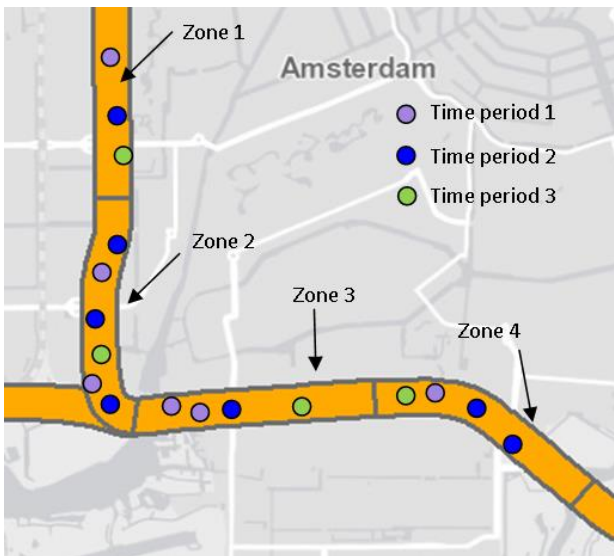 Zone 1
Amsterdam
Time period 1
Time period 2
Time period 3
Zone 2
Zone 3
Zone 4